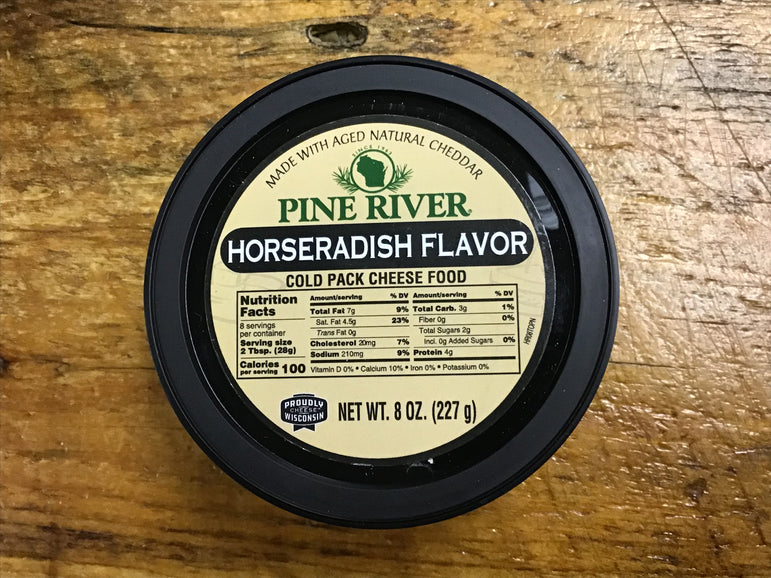 MADE WITH AGED NATURAL CHEDDAR
SINCE 1963
PINE RIVER®
HORSERADISH FLAVOR
COLD PACK CHEESE FOOD
Nutrition Facts
8 servings per container
Serving size
2 Tbsp. (28g)
Calories per serving 100
Amount/serving % DV
Total Fat 7g 9%
Sat. Fat 4.5g 23%
Trans Fat 0g
Cholesterol 20mg 7%
Sodium 210mg 9%
Amount/serving % DV
Total Carb. 3g 1%
Fiber 0g 0%
Total Sugars 2g
Incl. 0g Added Sugars 0%
Protein 4g
Vitamin D 0% • Calcium 10% • Iron 0% • Potassium 0%
PROUDLY
CHEESE
WISCONSIN
NET WT. 8 OZ. (227 g)